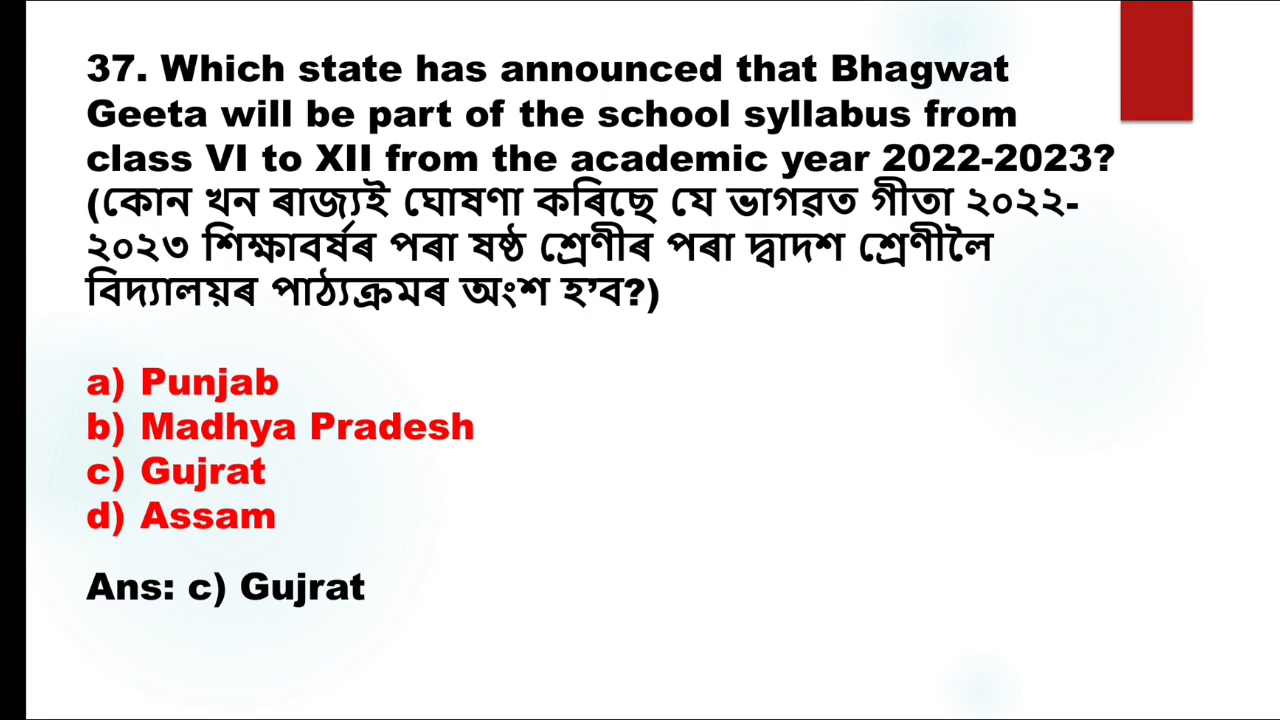 37. Which state has announced that Bhagwat
Geeta will be part of the school syllabus from
class VI to XII from the academic year 2022-2023?
(কোন খন ৰাজ্যই ঘোষণা কৰিছে যে ভাগৱত গীতা ২০২২-
২০২৩ শিক্ষাবৰ্ষৰ পৰা ষষ্ঠ শ্ৰেণীৰ পৰা দ্বাদশ শ্ৰেণীলৈ
বিদ্যালয়ৰ পাঠ্যক্ৰমৰ অংশ হ’ব?)
a) Punjab
b) Madhya Pradesh
c) Gujrat
d) Assam
Ans: c) Gujrat